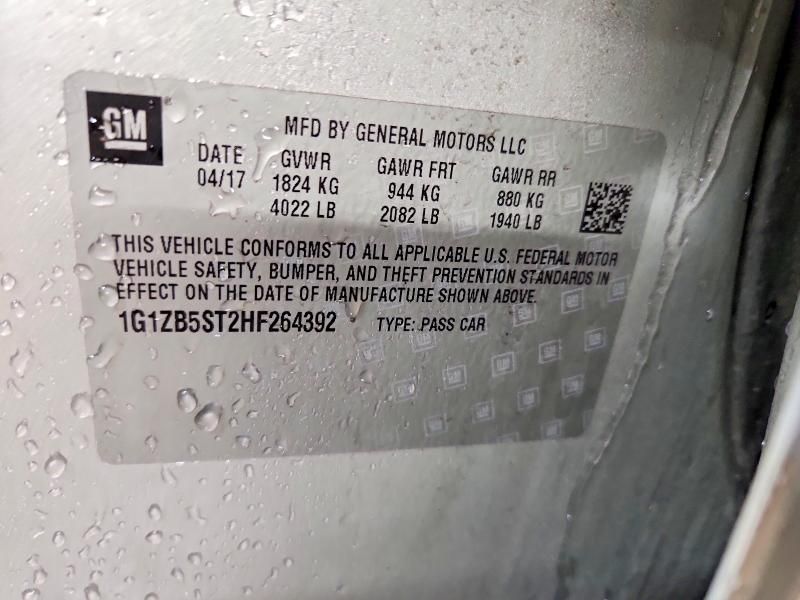 GM
MFD BY GENERAL MOTORS LLC
DATE GVWR GAWR FRT GAWR RR
04/17 1824 KG 944 KG 880 KG
4022 LB 2082 LB 1940 LB
THIS VEHICLE CONFORMS TO ALL APPLICABLE U.S. FEDERAL MOTOR
VEHICLE SAFETY, BUMPER, AND THEFT PREVENTION STANDARDS IN
EFFECT ON THE DATE OF MANUFACTURE SHOWN ABOVE.
1G1ZB5ST2HF264392 TYPE: PASS CAR